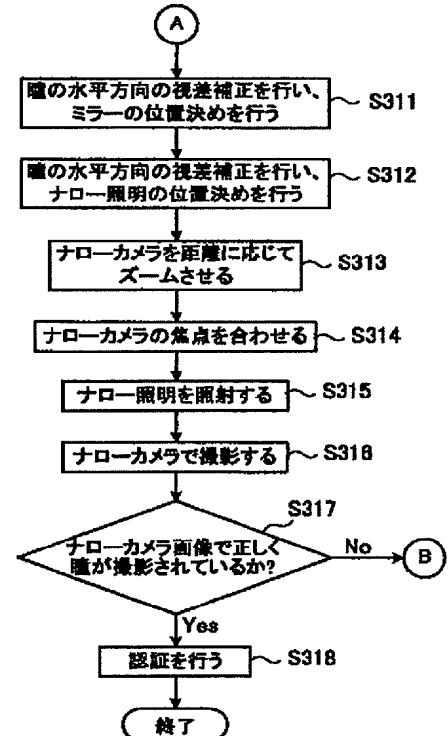 A
瞳の水平方向の視差補正を行い、
ミラーの位置決めを行う
S311
瞳の水平方向の視差補正を行い、
ナロー照明の位置決めを行う
S312
ナローカメラを距離に応じて
ズームさせる
S313
ナローカメラの焦点を合わせる
S314
ナロー照明を照射する
S315
ナローカメラで撮影する
S316
S317
ナローカメラ画像で正しく
瞳が撮影されているか?
No
B
Yes
認証を行う
S318
終了